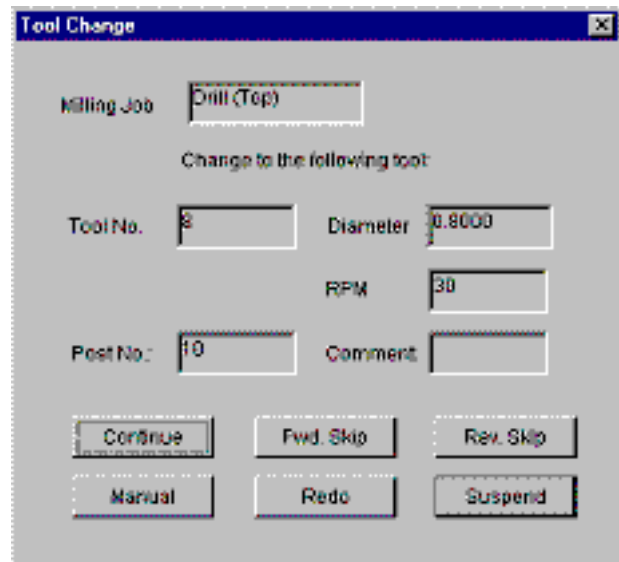 Tool Change
Milling Job Drill (Top)
Change to the following tool:
Tool No. 8 Diameter 0.8000
RPM 30
Post No.: 10 Comment:
Continue Fwd. Skip Rev. Skip
Manual Redo Suspend